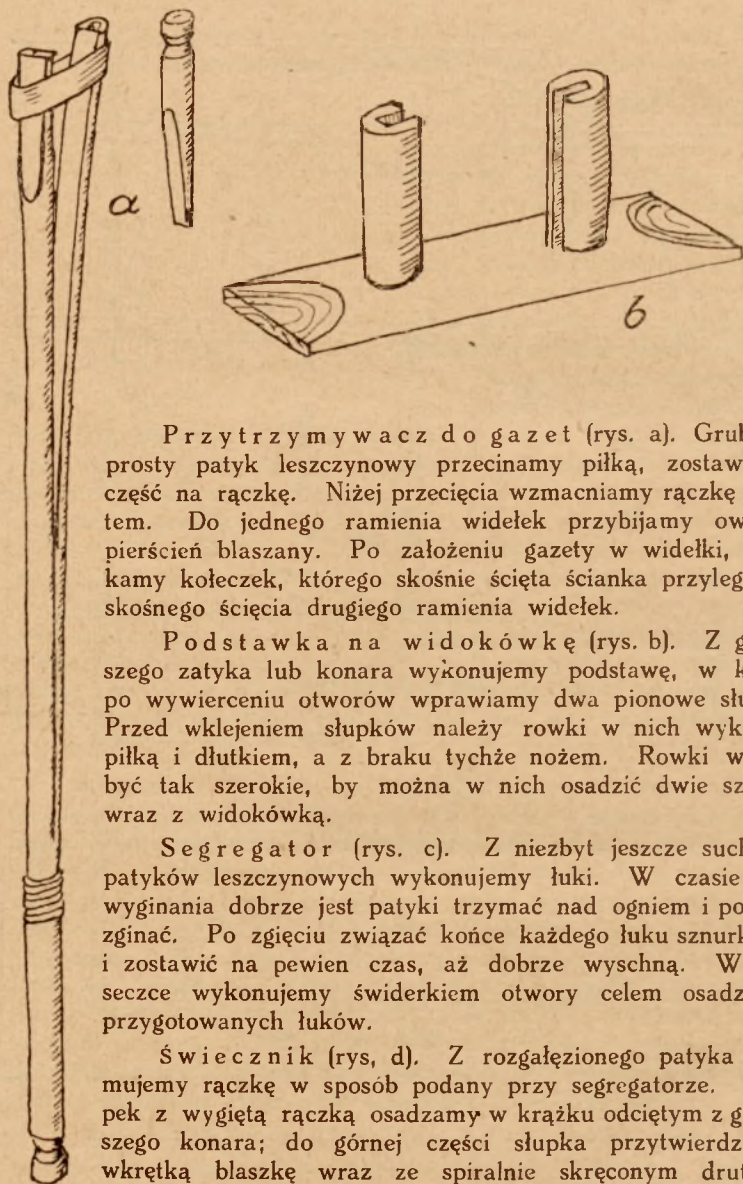 a
b
Przytrzymywacz do gazet (rys. a). Grub
prosty patyk leszczynowy przecinamy piłką, zostaw
część na rączkę. Niżej przecięcia wzmacniamy rączkę
tem. Do jednego ramienia widełek przybijamy ow
pierścień blaszany. Po założeniu gazety w widełki,
kamy kołeczek, którego skośnie ścięta ścianka przyleg
skośnego ścięcia drugiego ramienia widełek.
Podstawka na widokówkę (rys. b). Z g
szego zatyka lub konara wykonujemy podstawę, w k
po wywierceniu otworów wprawiamy dwa pionowe słu
Przed wklejeniem słupków należy rowki w nich wyk
piłką i dłutkiem, a z braku tychże nożem. Rowki w
być tak szerokie, by można w nich osadzić dwie sz
wraz z widokówką.
Segregator (rys. c). Z niezbyt jeszcze such
patyków leszczynowych wykonujemy łuki. W czasie
wyginania dobrze jest patyki trzymać nad ogniem i po
zginać. Po zgięciu związać końce każdego łuku sznurk
i zostawić na pewien czas, aż dobrze wyschną. W
seczce wykonujemy świderkiem otwory celem osadz
przygotowanych łuków.
Świecznik (rys, d). Z rozgałęzionego patyka
mujemy rączkę w sposób podany przy segregatorze.
pek z wygiętą rączką osadzamy w krążku odciętym z g
szego konara; do górnej części słupka przytwierdz
wkrętką blaszkę wraz ze spiralnie skręconym drut